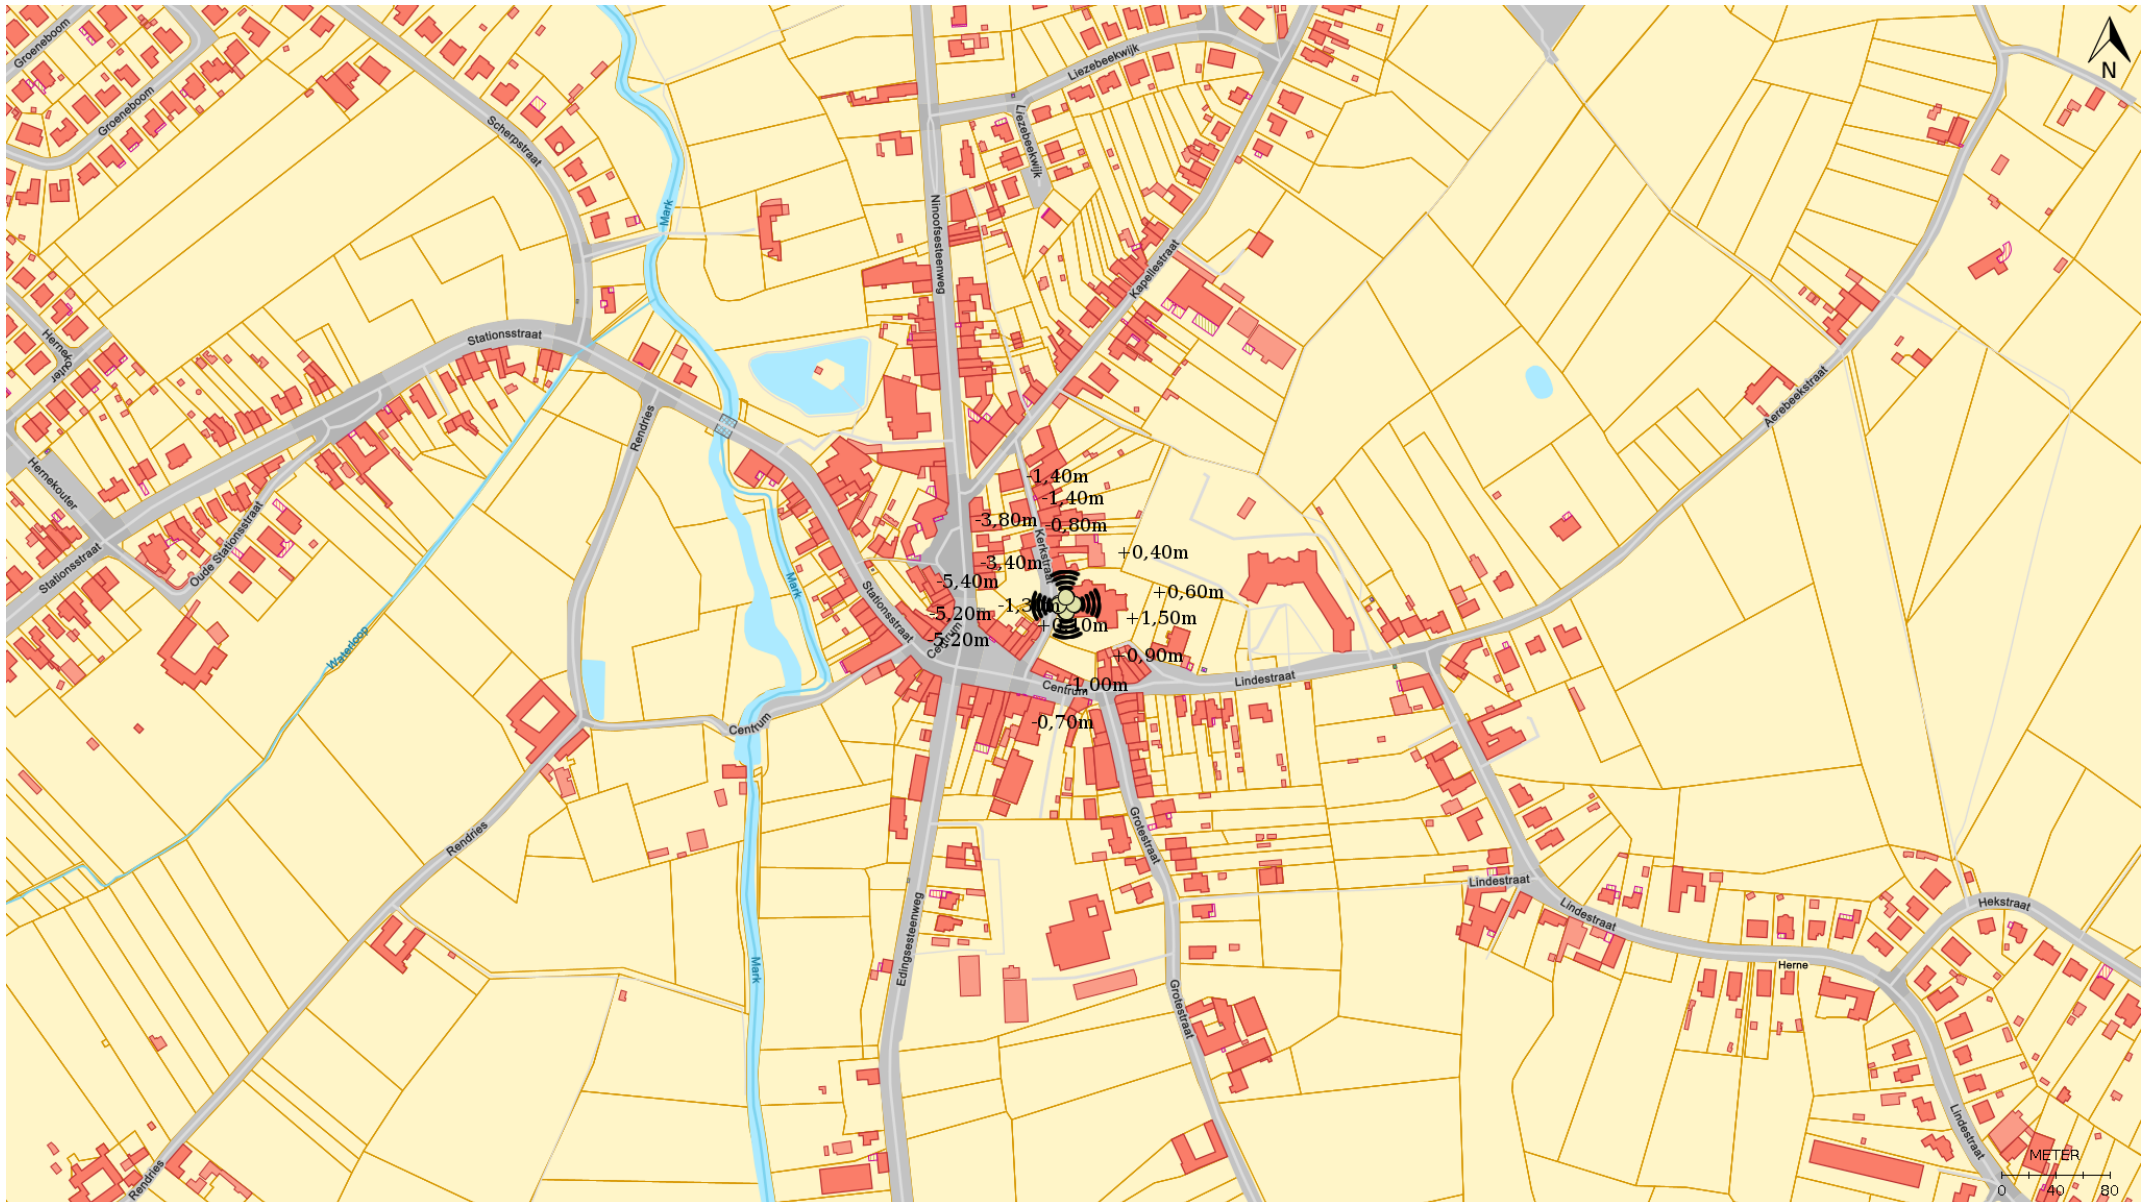 Groeneboom
Groeneboom
Scherpstraat
Liezebeekwijk
Liezebeekwijk
N
Mark
Ninoofsesteenweg
Kapellestraat
Stationsstraat
Hernekouter
Rendries
Aerebeekstraat
Hernekouter
Oude Stationsstraat
Stationsstraat
-1,40m
-1,40m
-3,80m
-0,80m
Kerkstraat
+0,40m
-3,40m
-5,40m
+0,60m
Mark
Stationsstraat
-5,20m
+1,50m
-5,20m
Centrum
Waterloop
+0,90m
Centrum
-1,00m
Lindestraat
-0,70m
Centrum
Rendries
Grotestraat
Lindestraat
Lindestraat
Hekstraat
Edingsesteenweg
Mark
Herne
Grotestraat
Lindestraat
Rendries
METER
0 40 80